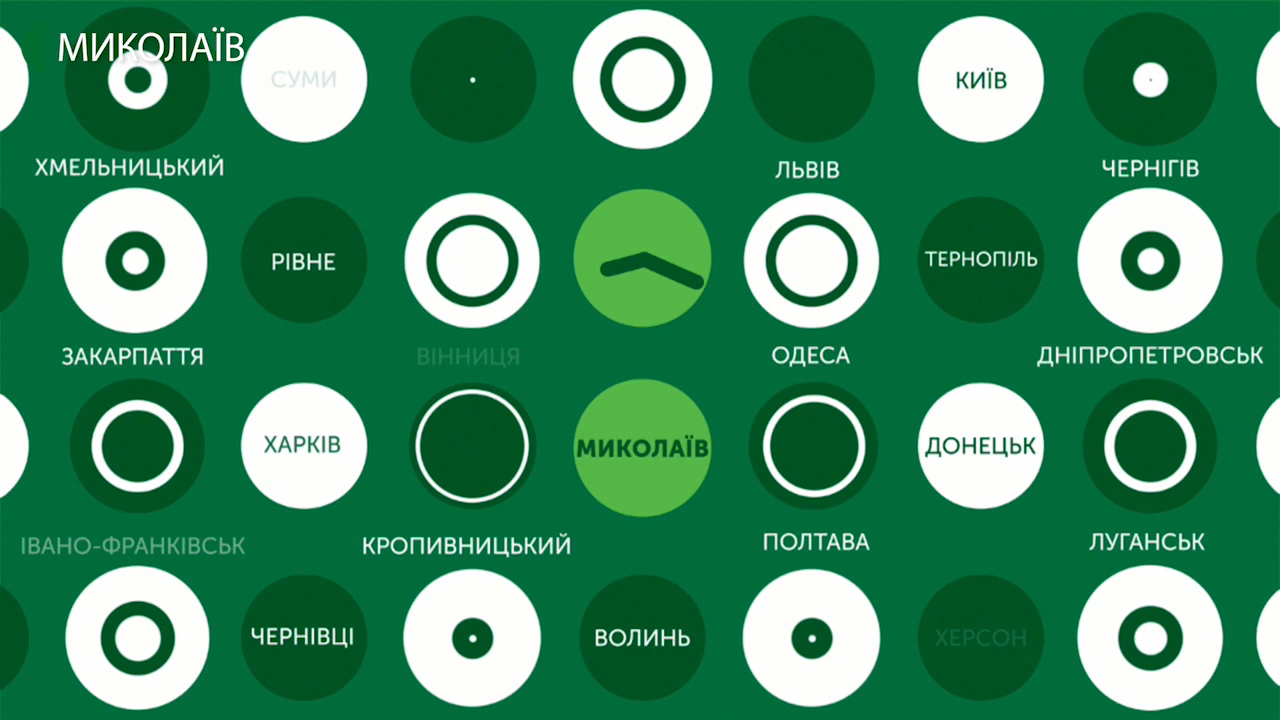 МИКОЛАЇВ
СУМИ
КИЇВ
ХМЕЛЬНИЦЬКИЙ
ЛЬВІВ
ЧЕРНІГІВ
РІВНЕ
ТЕРНОПІЛЬ
ЗАКАРПАТТЯ
ВІННИЦЯ
ОДЕСА
ДНІПРОПЕТРОВСЬК
ХАРКІВ
МИКОЛАЇВ
ДОНЕЦЬК
ІВАНО-ФРАНКІВСЬК
КРОПИВНИЦЬКИЙ
ПОЛТАВА
ЛУГАНСЬК
ЧЕРНІВЦІ
ВОЛИНЬ
ХЕРСОН